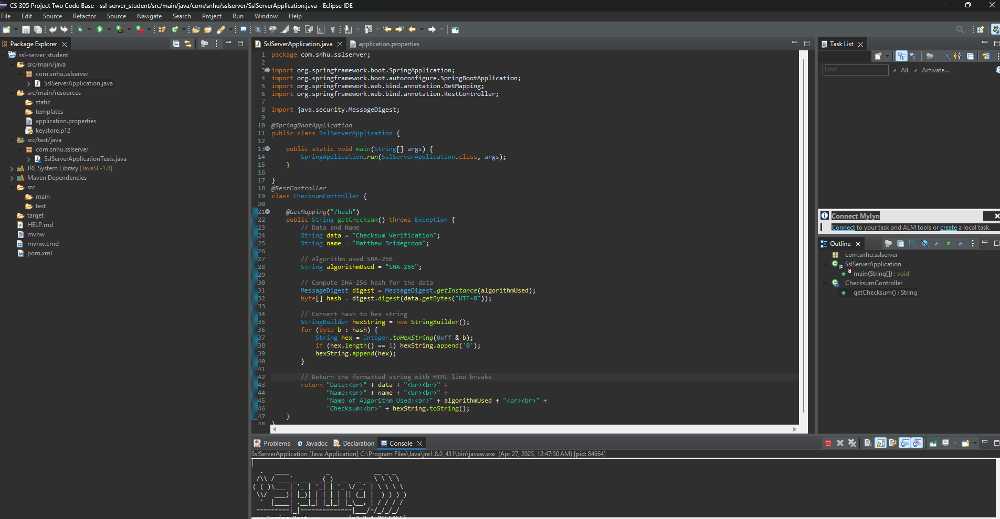 CS 305 Project Two Code Base - ssl-server_student/src/main/java/com/snhu/sslserver/SslServerApplication.java - Eclipse IDE
File Edit Source Refactor Source Navigate Search Project Run Window Help
Package Explorer
ssl-server_student
src/main/java
com.snhu.sslserver
SslServerApplication.java
src/main/resources
static
templates
application.properties
keystore.p12
src/test/java
com.snhu.sslserver
SslServerApplicationTests.java
JRE System Library [JavaSE-1.8]
Maven Dependencies
src
main
test
target
HELP.md
mvnw
mvnw.cmd
pom.xml
SslServerApplication.java application.properties
1 package com.snhu.sslserver;
2
3 import org.springframework.boot.SpringApplication;
4 import org.springframework.boot.autoconfigure.SpringBootApplication;
5 import org.springframework.web.bind.annotation.GetMapping;
6 import org.springframework.web.bind.annotation.RestController;
7
8 import java.security.MessageDigest;
9
10 @SpringBootApplication
11 public class SslServerApplication {
12
13 public static void main(String[] args) {
14 SpringApplication.run(SslServerApplication.class, args);
15 }
16
17 }
18 @RestController
19 class ChecksumController {
20
21 @GetMapping("/hash")
22 public String getChecksum() throws Exception {
23 // Data and Name
24 String data = "Checksum Verification";
25 String name = "Matthew Bridegroom";
26
27 // Algorithm used SHA-256
28 String algorithmUsed = "SHA-256";
29
30 // Compute SHA-256 hash for the data
31 MessageDigest digest = MessageDigest.getInstance(algorithmUsed);
32 byte[] hash = digest.digest(data.getBytes("UTF-8"));
33
34 // Convert hash to hex string
35 StringBuilder hexString = new StringBuilder();
36 for (byte b : hash) {
37 String hex = Integer.toHexString(0xff & b);
38 if (hex.length() == 1) hexString.append('0');
39 hexString.append(hex);
40 }
41
42 // Return the formatted string with HTML line breaks
43 return "Data:<br>" + data + "<br><br>" +
44 "Name:<br>" + name + "<br><br>" +
45 "Name of Algorithm Used:<br>" + algorithmUsed + "<br><br>" +
46 "Checksum:<br>" + hexString.toString();
47 }
48 }
Task List
Find All Activate...
Connect Mylyn
Connect to your task and ALM tools or create a local task.
Outline
com.snhu.sslserver
SslServerApplication
main(String[]) : void
ChecksumController
getChecksum() : String
Problems Javadoc Declaration Console
SslServerApplication [Java Application] C:\Program Files\Java\jre1.8.0_431\bin\javaw.exe (Apr 27, 2025, 12:47:50 AM) [pid: 84664]
Spring